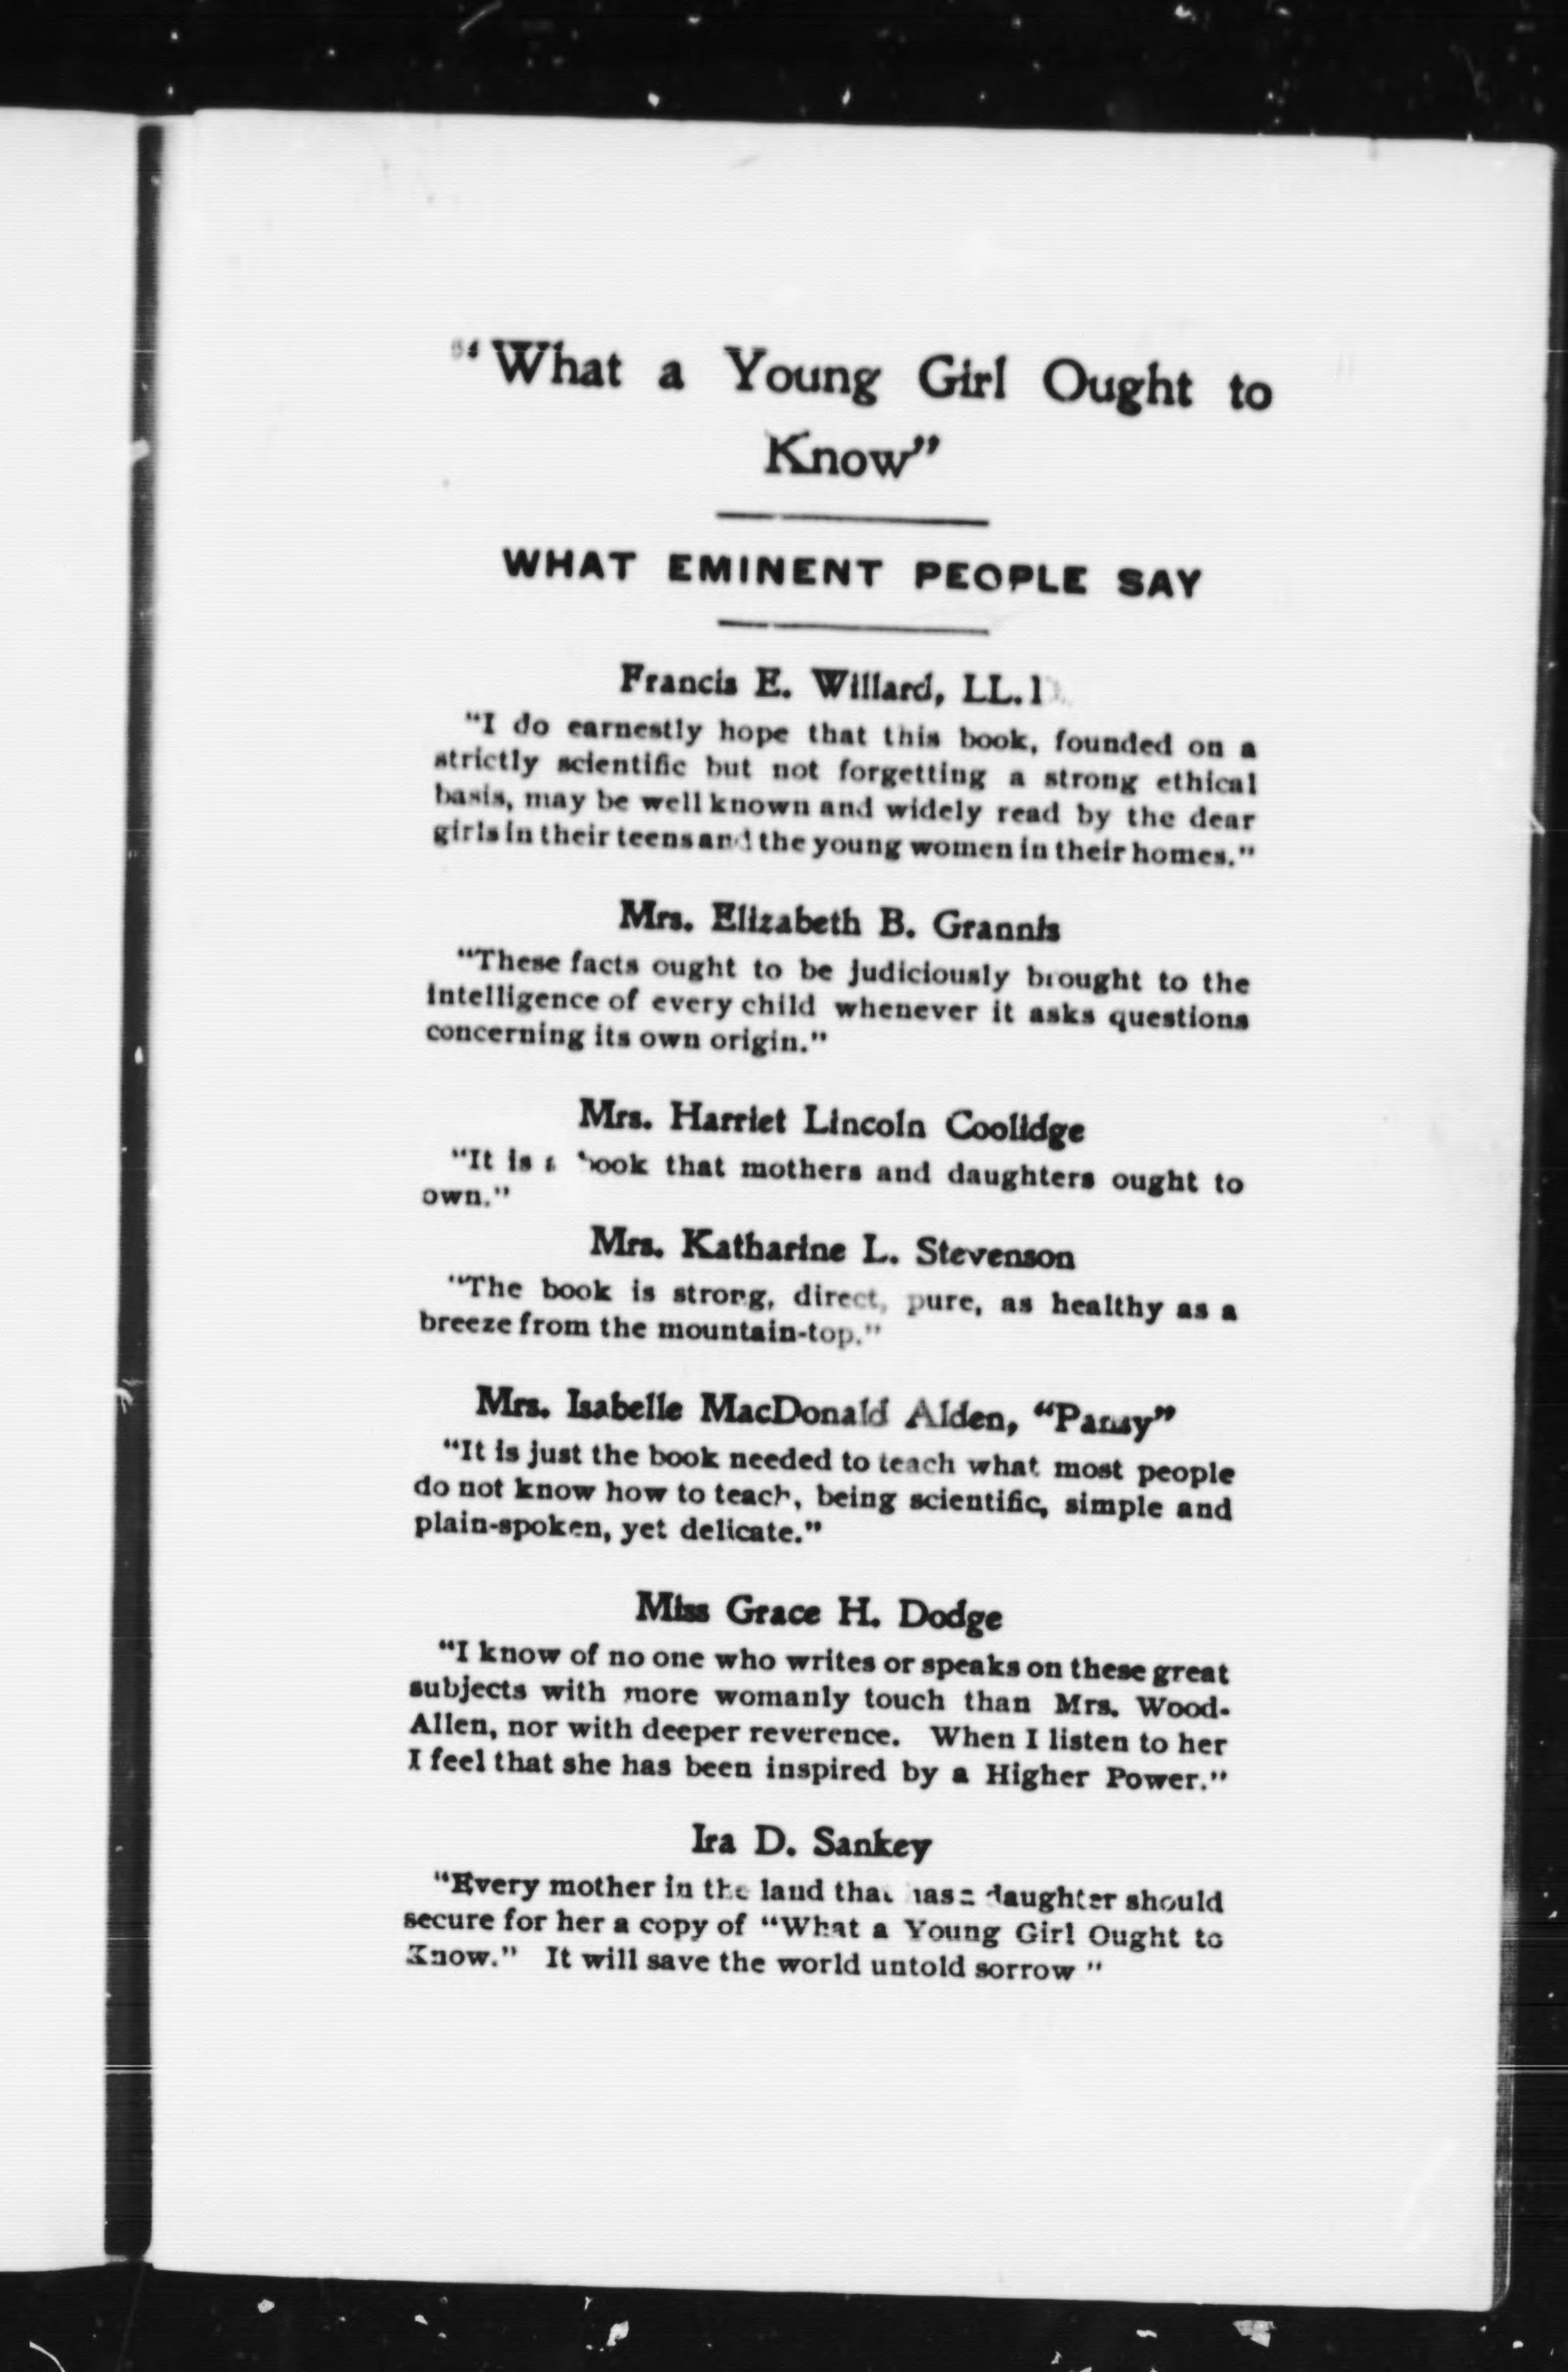 "What a Young Girl Ought to
Know"
WHAT EMINENT PEOPLE SAY
Francis E. Willard, LL.D.
"I do earnestly hope that this book, founded on a
strictly scientific but not forgetting a strong ethical
basis, may be well known and widely read by the dear
girls in their teens and the young women in their homes."
Mrs. Elizabeth B. Grannis
"These facts ought to be judiciously brought to the
intelligence of every child whenever it asks questions
concerning its own origin."
Mrs. Harriet Lincoln Coolidge
"It is a book that mothers and daughters ought to
own."
Mrs. Katharine L. Stevenson
"The book is strong, direct, pure, as healthy as a
breeze from the mountain-top."
Mrs. Isabelle MacDonald Alden, "Pansy"
"It is just the book needed to teach what most people
do not know how to teach, being scientific, simple and
plain-spoken, yet delicate."
Miss Grace H. Dodge
"I know of no one who writes or speaks on these great
subjects with more womanly touch than Mrs. Wood-
Allen, nor with deeper reverence. When I listen to her
I feel that she has been inspired by a Higher Power."
Ira D. Sankey
"Every mother in the land that has a daughter should
secure for her a copy of "What a Young Girl Ought to
Know." It will save the world untold sorrow "